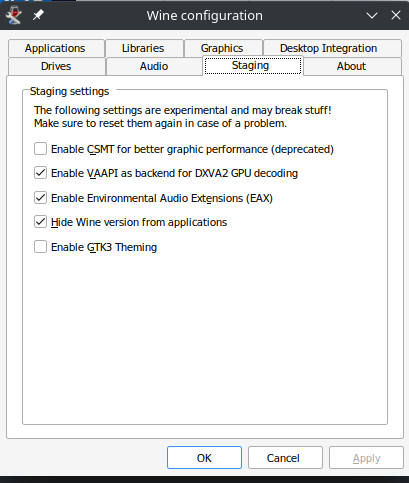 Wine configuration
Applications
Libraries
Graphics
Desktop Integration
Drives
Audio
Staging
About
Staging settings
The following settings are experimental and may break stuff!
Make sure to reset them again in case of a problem.
Enable CSMT for better graphic performance (deprecated)
Enable VAAPI as backend for DXVA2 GPU decoding
Enable Environmental Audio Extensions (EAX)
Hide Wine version from applications
Enable GTK3 Theming
OK
Cancel
Apply